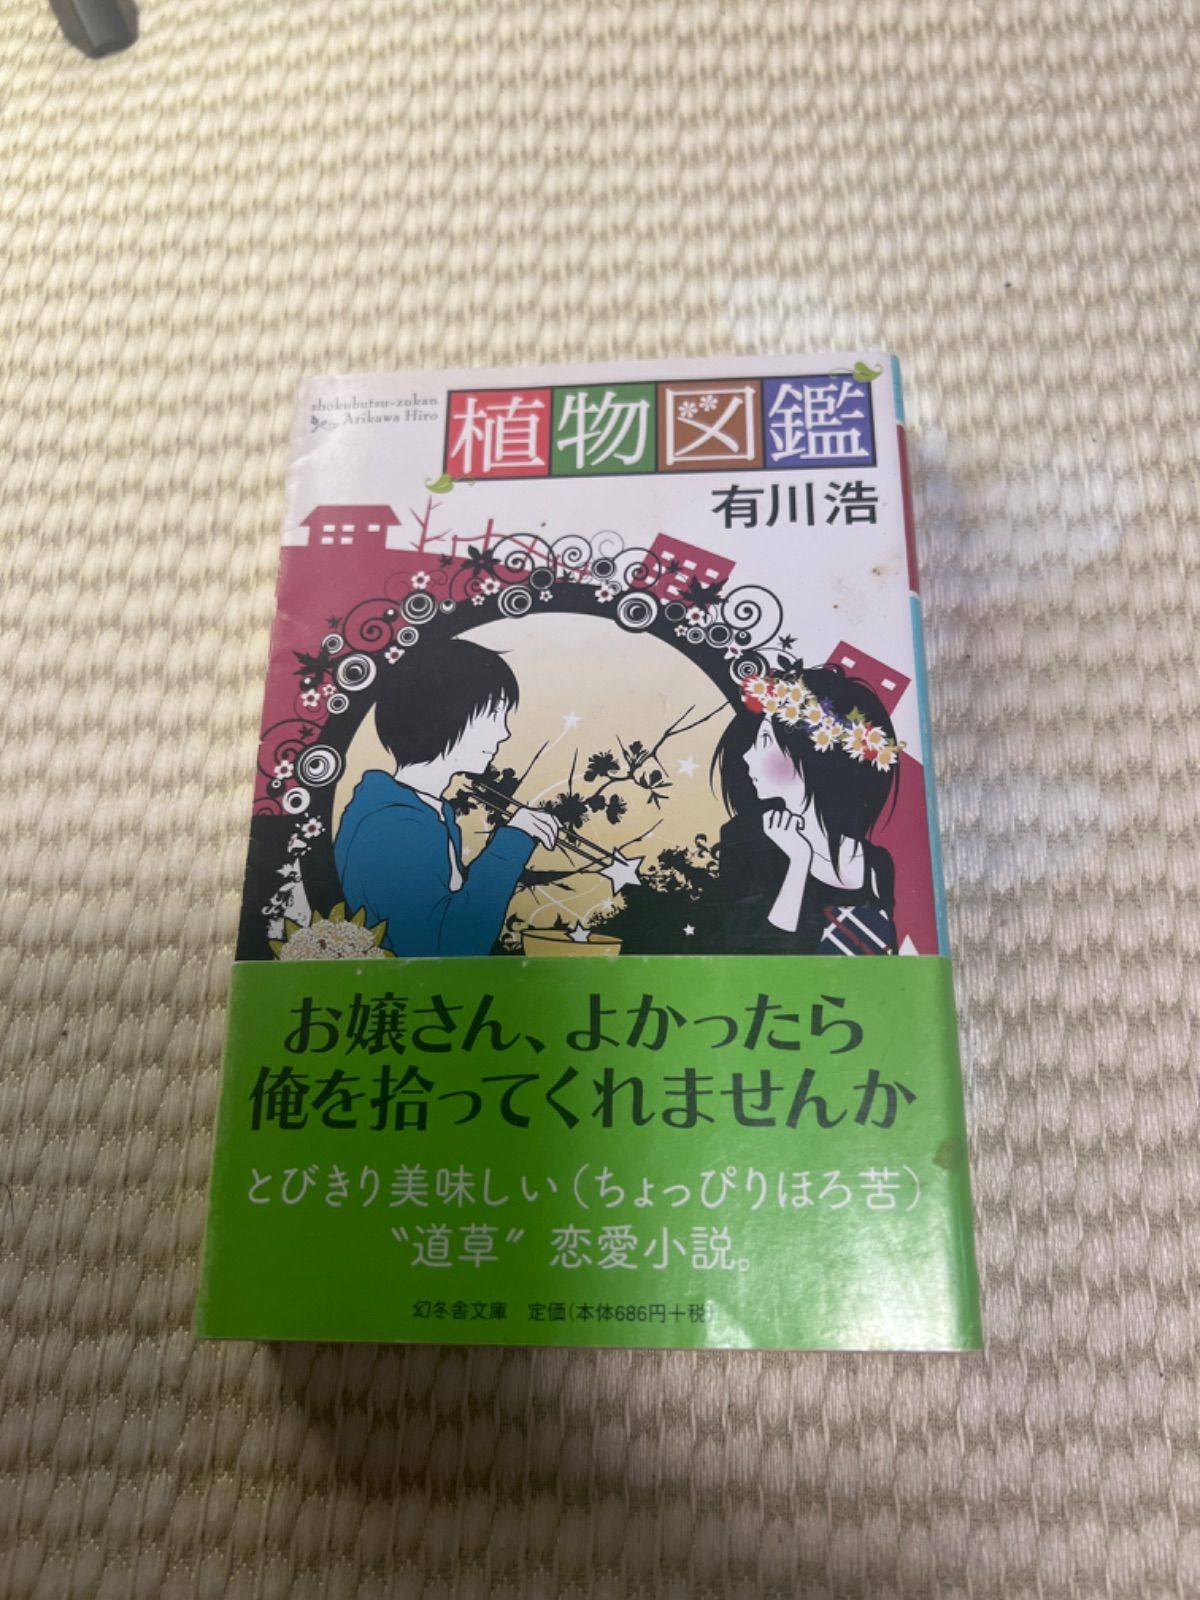 shokubutsu-zukan
Arikawa Hiro
植物図鑑
有川浩
お嬢さん、よかったら
俺を拾ってくれませんか
とびきり美味しい(ちょっぴりほろ苦)
〝道草〟恋愛小説。
幻冬舎文庫 定価(本体686円+税)